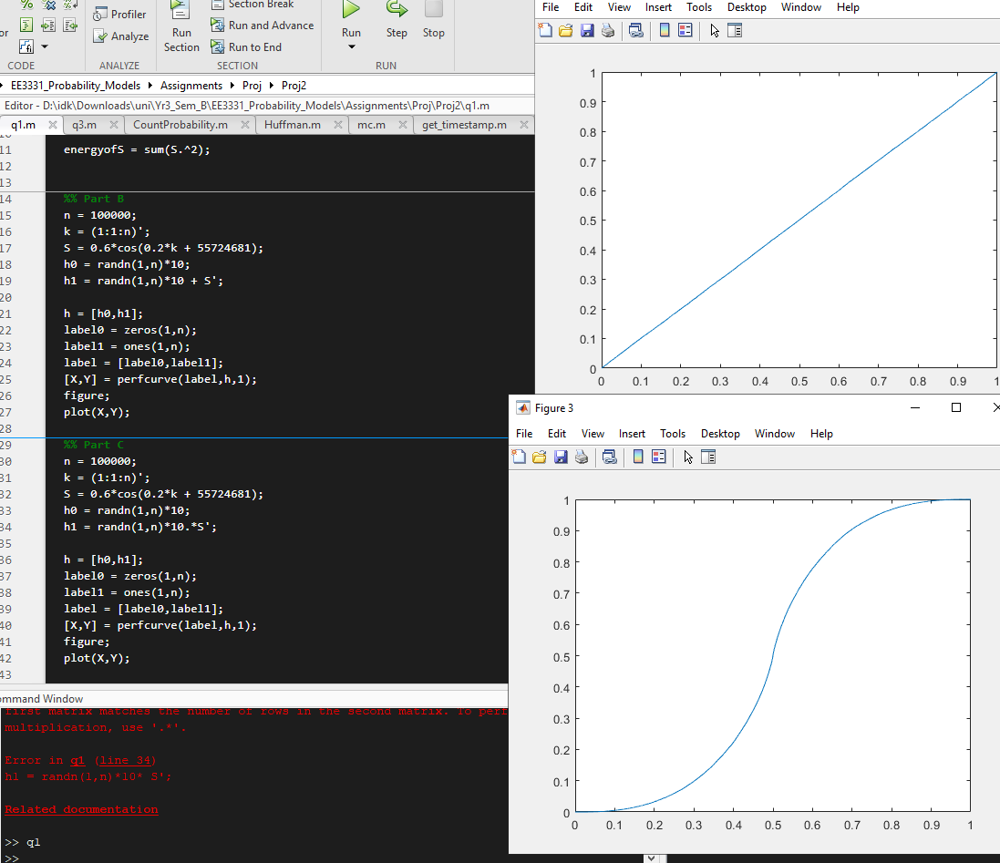 Profiler
Section Break
or
Analyze
Run
Section
Run and Advance
Run to End
Run
Step
Stop
CODE
ANALYZE
SECTION
RUN
EE3331_Probability_Models
Assignments
Proj
Proj2
Editor - D:\idk\Downloads\uni\Yr3_Sem_B\EE3331_Probability_Models\Assignments\Proj\Proj2\q1.m
q1.m
q3.m
CountProbability.m
Huffman.m
mc.m
get_timestamp.m
11 energyofS = sum(S.^2);
12
13
14 %% Part B
15 n = 100000;
16 k = (1:1:n)';
17 S = 0.6*cos(0.2*k + 55724681);
18 h0 = randn(1,n)*10;
19 h1 = randn(1,n)*10 + S';
20
21 h = [h0,h1];
22 label0 = zeros(1,n);
23 label1 = ones(1,n);
24 label = [label0,label1];
25 [X,Y] = perfcurve(label,h,1);
26 figure;
27 plot(X,Y);
28
29 %% Part C
30 n = 100000;
31 k = (1:1:n)';
32 S = 0.6*cos(0.2*k + 55724681);
33 h0 = randn(1,n)*10;
34 h1 = randn(1,n)*10.*S';
35
36 h = [h0,h1];
37 label0 = zeros(1,n);
38 label1 = ones(1,n);
39 label = [label0,label1];
40 [X,Y] = perfcurve(label,h,1);
41 figure;
42 plot(X,Y);
43
ommand Window
first matrix matches the number of rows in the second matrix. To perf
multiplication, use '.*'.
Error in q1 (line 34)
h1 = randn(1,n)*10* S';
Related documentation
>> q1
>>
File Edit View Insert Tools Desktop Window Help
1
0.9
0.8
0.7
0.6
0.5
0.4
0.3
0.2
0.1
0
0 0.1 0.2 0.3 0.4 0.5 0.6 0.7 0.8 0.9 1
Figure 3
File Edit View Insert Tools Desktop Window Help
1
0.9
0.8
0.7
0.6
0.5
0.4
0.3
0.2
0.1
0
0 0.1 0.2 0.3 0.4 0.5 0.6 0.7 0.8 0.9 1